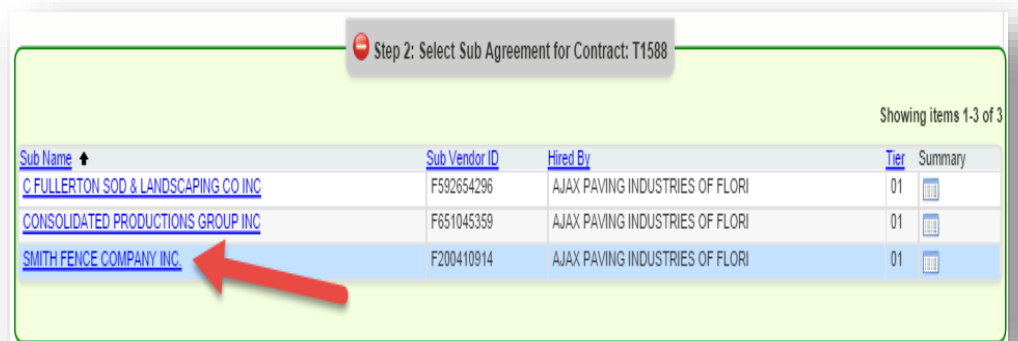 Step 2: Select Sub Agreement for Contract: T1588
Showing items 1-3 of 3
Sub Name Sub Vendor ID Hired By Tier Summary
C FULLERTON SOD & LANDSCAPING CO INC F592654296 AJAX PAVING INDUSTRIES OF FLORI 01
CONSOLIDATED PRODUCTIONS GROUP INC F651045359 AJAX PAVING INDUSTRIES OF FLORI 01
SMITH FENCE COMPANY INC. F200410914 AJAX PAVING INDUSTRIES OF FLORI 01